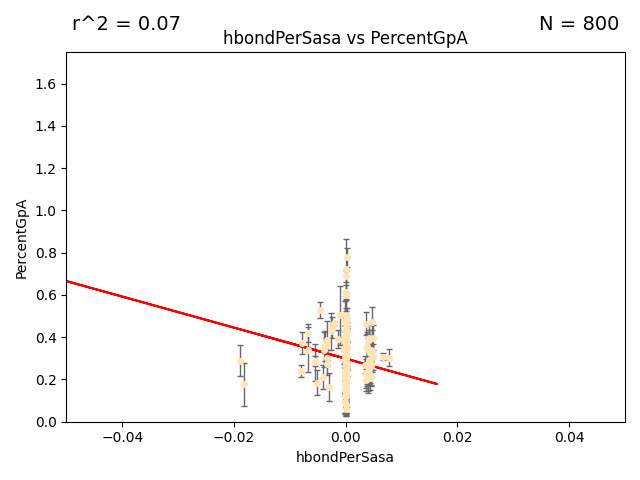 r^2 = 0.07
N = 800
hbondPerSasa vs PercentGpA
PercentGpA
1.6
1.4
1.2
1.0
0.8
0.6
0.4
0.2
0.0
−0.04
−0.02
0.00
0.02
0.04
hbondPerSasa